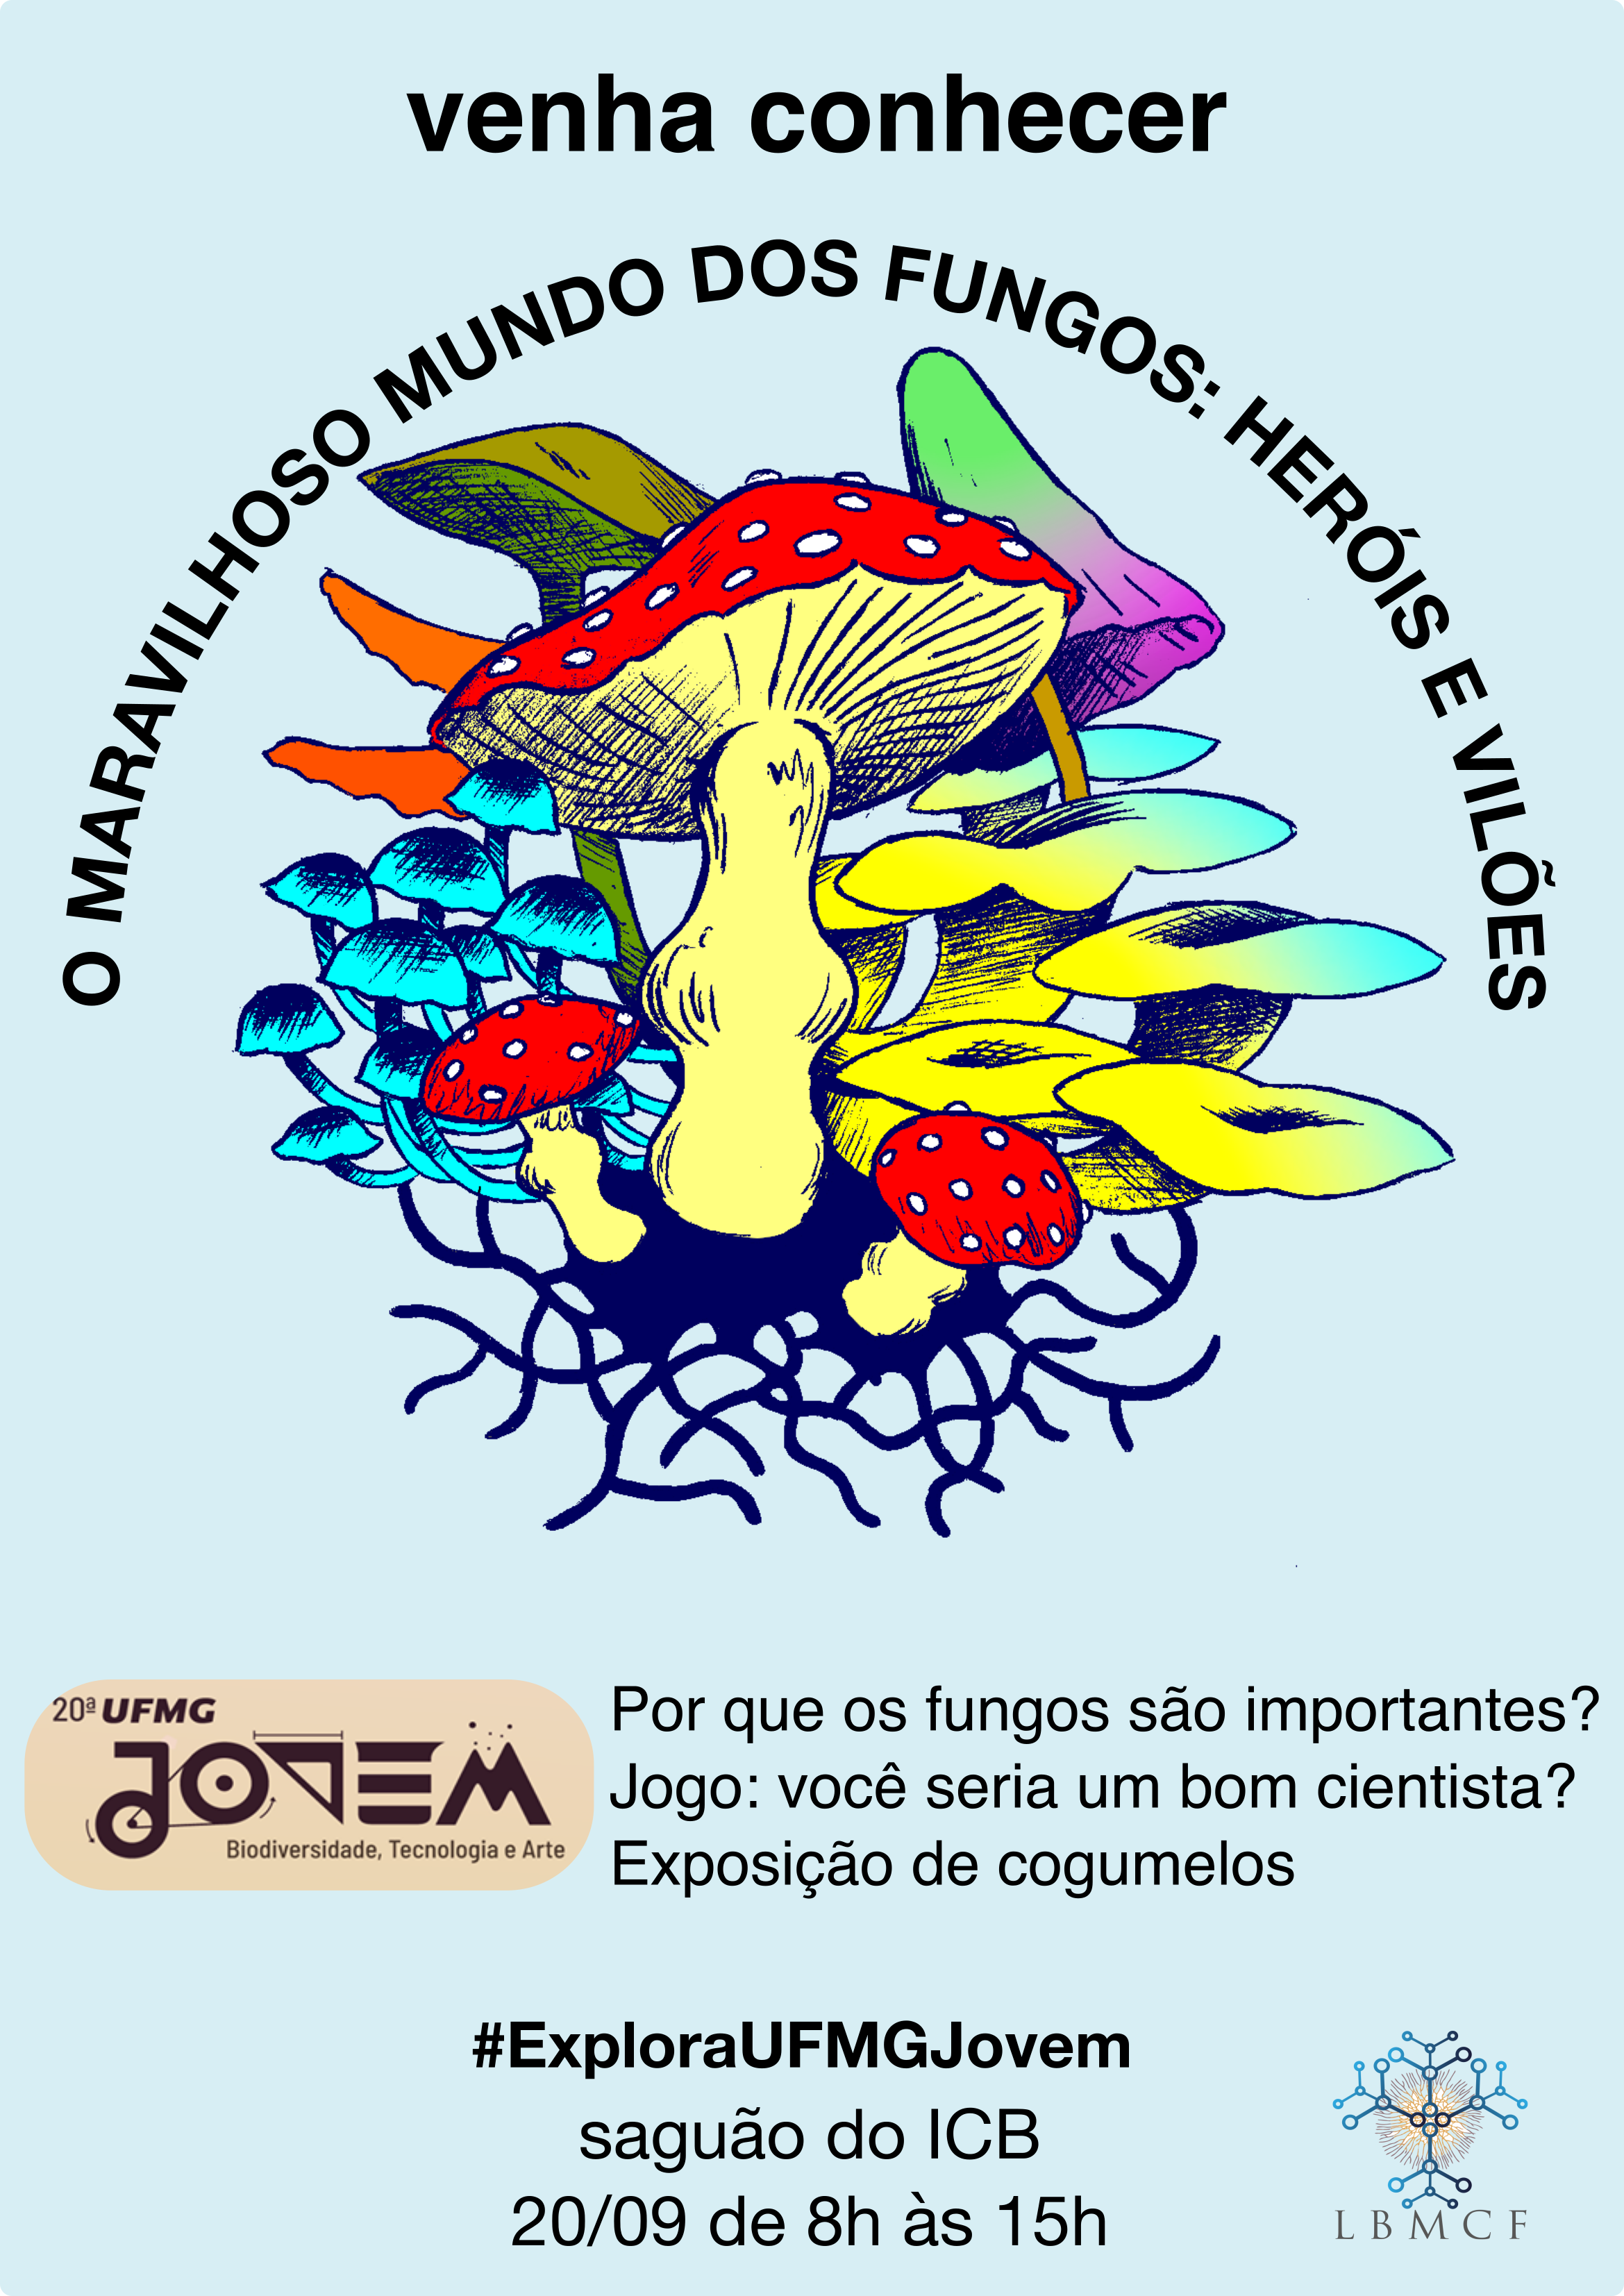 venha conhecer
O MARAVILHOSO MUNDO DOS FUNGOS: HERÓIS E VILÕES
20ª UFMG
JOVEM
Biodiversidade, Tecnologia e Arte
Por que os fungos são importantes?
Jogo: você seria um bom cientista?
Exposição de cogumelos
#ExploraUFMGJovem
saguão do ICB
20/09 de 8h às 15h
LBMCF